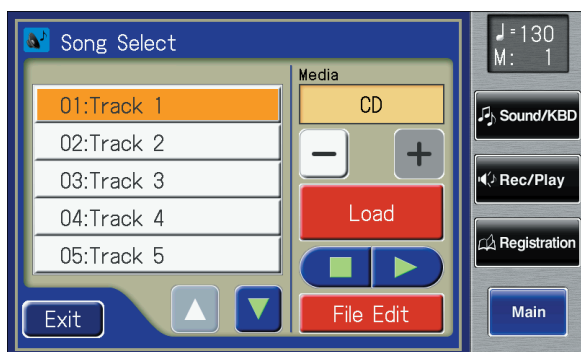 Song Select
Media
CD
01:Track 1
02:Track 2
03:Track 3
04:Track 4
05:Track 5
− +
Load
File Edit
Exit
♩=130
M: 1
Sound/KBD
Rec/Play
Registration
Main